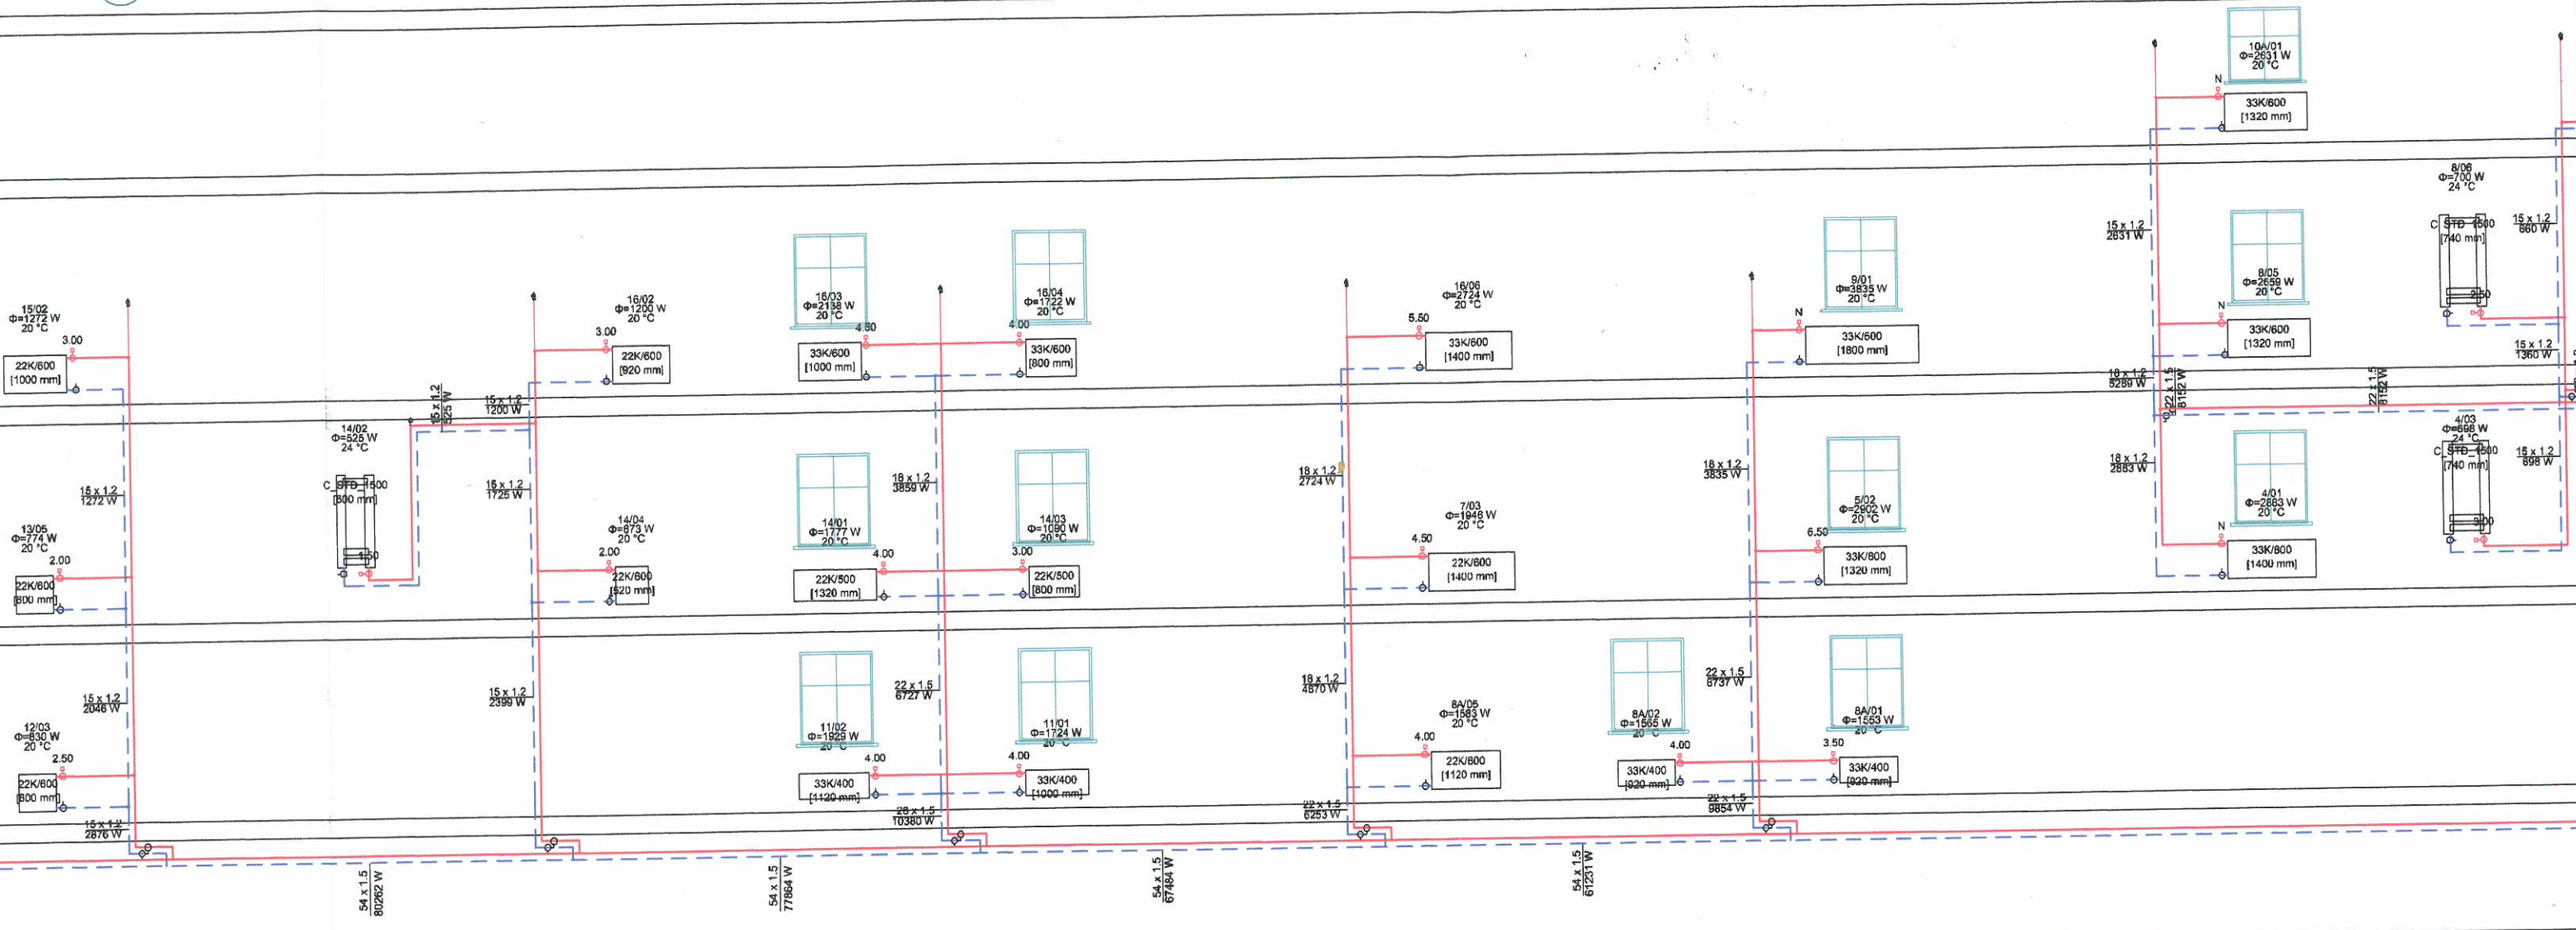 15/02
Φ=1272 W
20 °C
3.00
22K/600
[1000 mm]
15 x 1.2
1272 W
13/05
Φ=774 W
20 °C
2.00
22K/600
[600 mm]
15 x 1.2
2046 W
12/03
Φ=830 W
20 °C
2.50
22K/600
[600 mm]
15 x 1.2
2876 W
14/02
Φ=525 W
24 °C
C_STD_1500
[600 mm]
1.50
15 x 1.2
525 W
15 x 1.2
1200 W
16/02
Φ=1200 W
20 °C
3.00
22K/600
[920 mm]
15 x 1.2
1725 W
14/04
Φ=673 W
20 °C
2.00
22K/600
[520 mm]
15 x 1.2
2399 W
54 x 1.5
80262 W
16/03
Φ=2138 W
20 °C
4.50
33K/600
[1000 mm]
16/04
Φ=1722 W
20 °C
4.00
33K/600
[800 mm]
18 x 1.2
3859 W
14/01
Φ=1777 W
20 °C
4.00
22K/500
[1320 mm]
14/03
Φ=1090 W
20 °C
3.00
22K/500
[800 mm]
22 x 1.5
6727 W
11/02
Φ=1929 W
20 °C
4.00
33K/400
[1120 mm]
11/01
Φ=1724 W
20 °C
4.00
33K/400
[1000 mm]
28 x 1.5
10380 W
54 x 1.5
77864 W
16/06
Φ=2724 W
20 °C
5.50
33K/600
[1400 mm]
18 x 1.2
2724 W
7/03
Φ=1946 W
20 °C
4.50
22K/600
[1400 mm]
18 x 1.2
4670 W
8A/05
Φ=1583 W
20 °C
4.00
22K/600
[1120 mm]
22 x 1.5
6253 W
54 x 1.5
67484 W
9/01
Φ=3835 W
20 °C
N
33K/600
[1800 mm]
18 x 1.2
3835 W
5/02
Φ=2902 W
20 °C
6.50
33K/600
[1320 mm]
22 x 1.5
6737 W
8A/02
Φ=1565 W
20 °C
4.00
33K/400
[920 mm]
8A/01
Φ=1553 W
20 °C
3.50
33K/400
[920 mm]
22 x 1.5
9854 W
54 x 1.5
61231 W
10A/01
Φ=2631 W
20 °C
N
33K/600
[1320 mm]
15 x 1.2
2631 W
8/05
Φ=2659 W
20 °C
N
33K/600
[1320 mm]
18 x 1.2
5289 W
22 x 1.5
8152 W
22 x 1.5
8152 W
18 x 1.2
2883 W
4/01
Φ=2883 W
20 °C
N
33K/600
[1400 mm]
8/06
Φ=700 W
24 °C
C_STD_1500
[740 mm]
2.50
15 x 1.2
660 W
15 x 1.2
1360 W
4/03
Φ=698 W
24 °C
C_STD_1500
[740 mm]
3.00
15 x 1.2
698 W